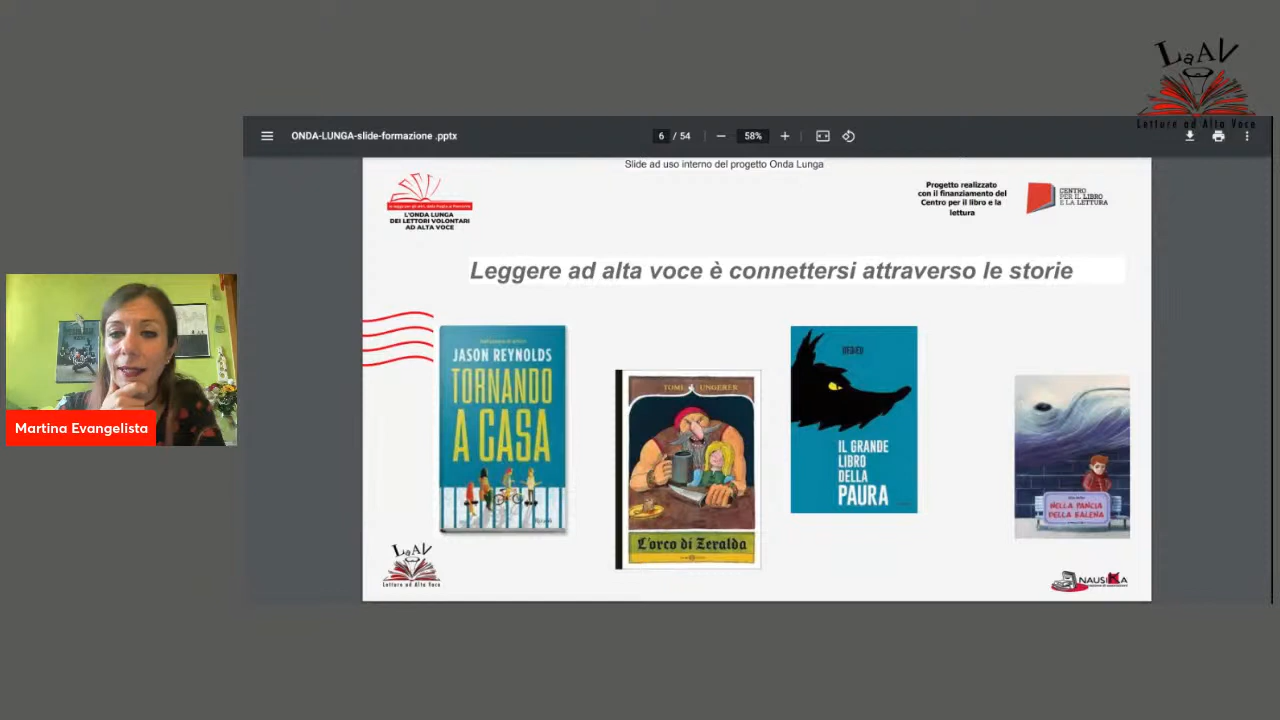 LaAV
Letture ad Alta Voce
ONDA-LUNGA-slide-formazione .pptx
6 / 54
58%
Slide ad uso interno del progetto Onda Lunga
L'ONDA LUNGA
DEI LETTORI VOLONTARI
AD ALTA VOCE
Progetto realizzato
con il finanziamento del
Centro per il libro e la
lettura
CENTRO
PER IL LIBRO
E LA LETTURA
Leggere ad alta voce è connettersi attraverso le storie
JASON REYNOLDS
TORNANDO
A CASA
TOMI UNGERER
L'orco di Zeralda
IL GRANDE
LIBRO
DELLA
PAURA
NELLA PANCIA
DELLA BALENA
Martina Evangelista
LaAV
Letture ad Alta Voce
NAUSIKA